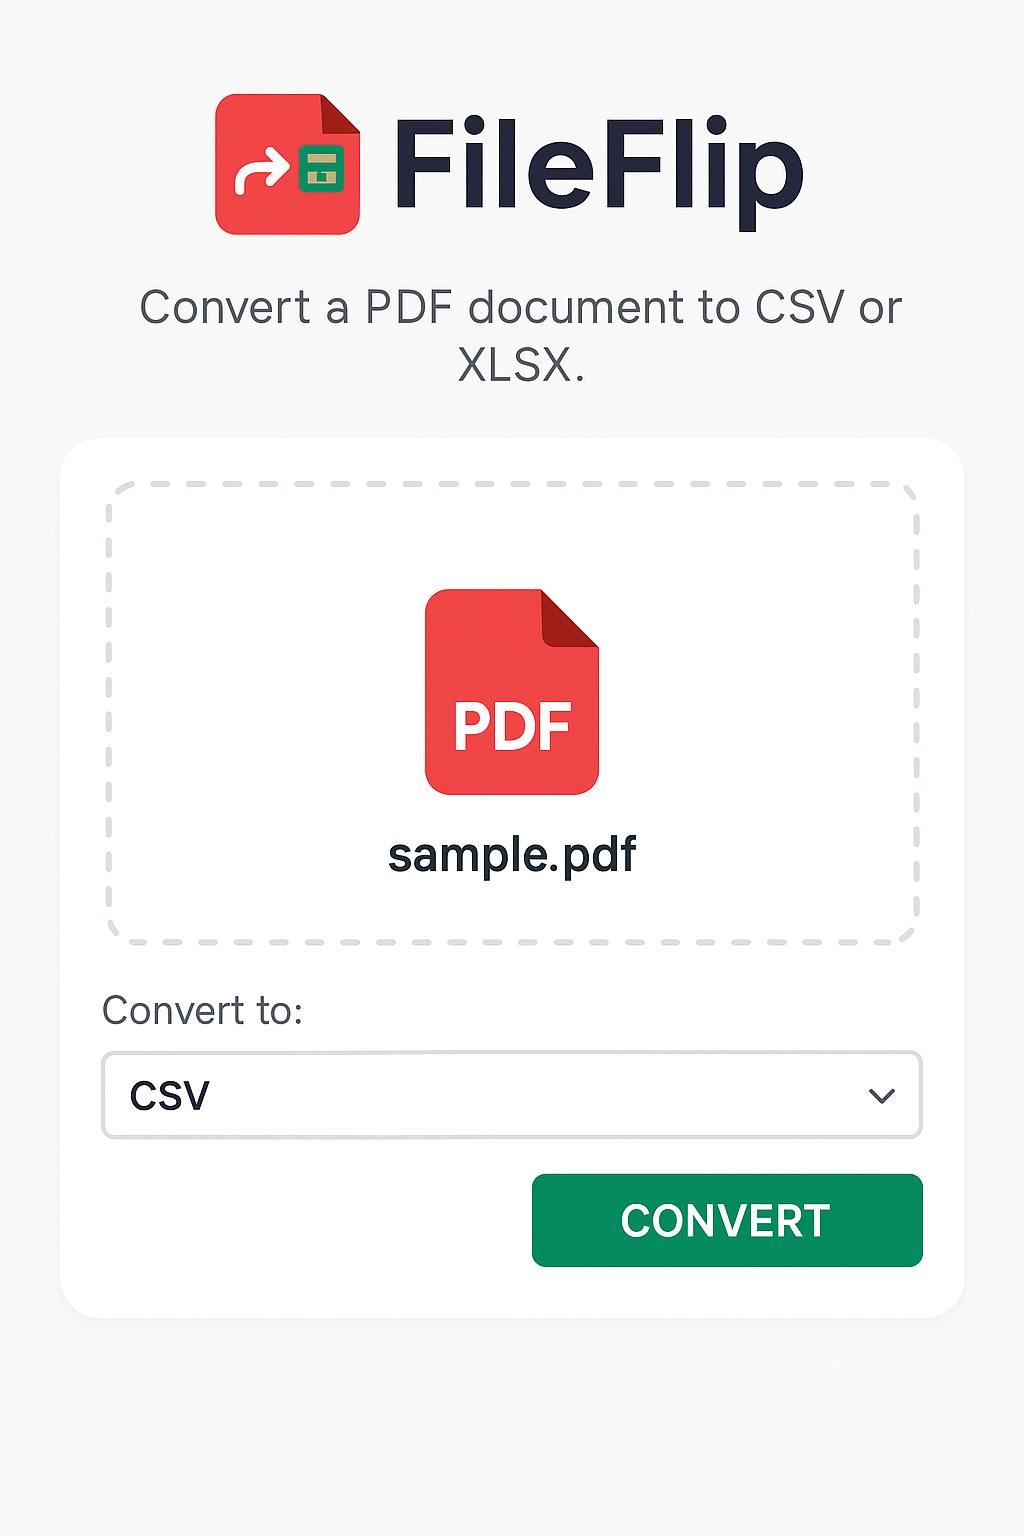 FileFlip
Convert a PDF document to CSV or
XLSX.
PDF
sample.pdf
Convert to:
CSV
CONVERT